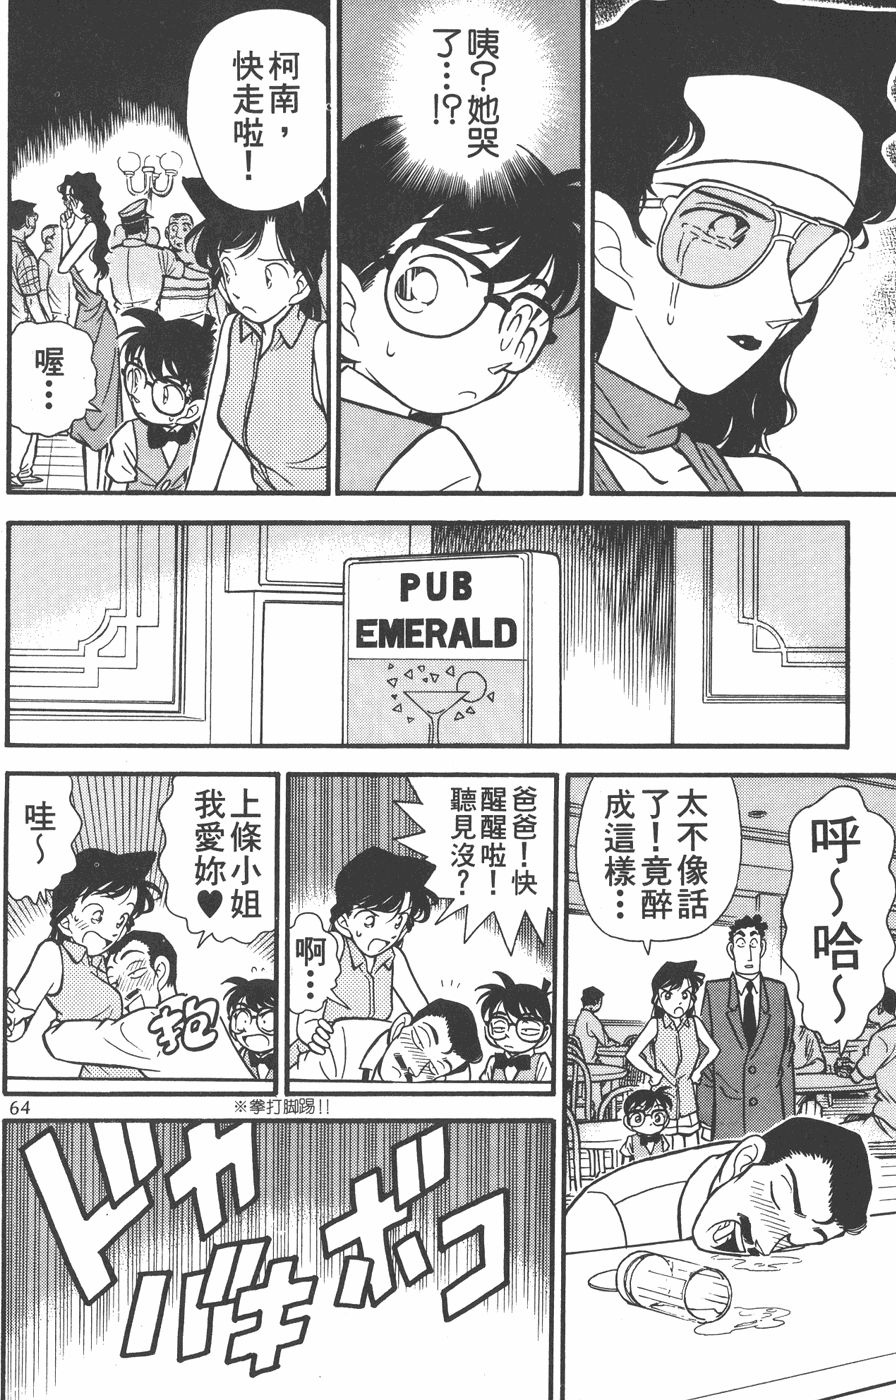 咦?她哭
了…!?
柯南,
快走啦!
喔…
PUB
EMERALD
呼~哈~
太不像話
了!竟醉
成這樣…
爸爸!快
醒醒啦!
聽見沒?
啊…
上條小姐
我愛妳♥
哇~
抱
64
※拳打脚踢!!
ドカ
バキ
ボコ